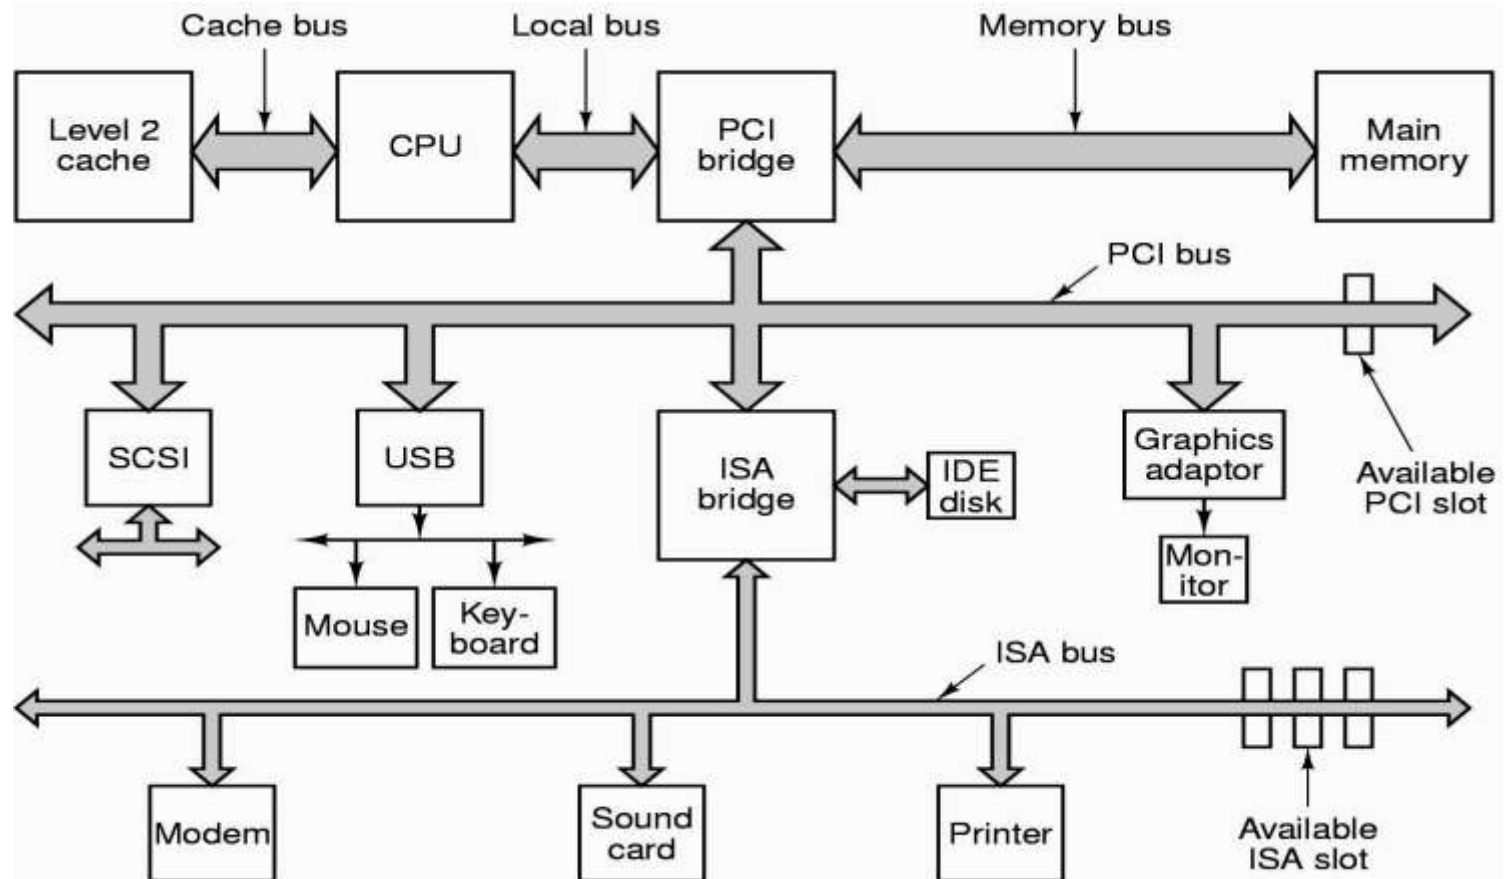 Cache bus
Local bus
Memory bus
Level 2
cache
CPU
PCI
bridge
Main
memory
PCI bus
SCSI
USB
ISA
bridge
IDE
disk
Graphics
adaptor
Available
PCI slot
Mon-
itor
Mouse
Key-
board
ISA bus
Modem
Sound
card
Printer
Available
ISA slot